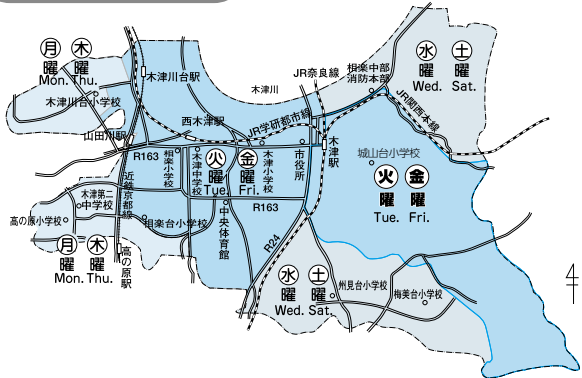 月曜 木曜
Mon. Thu.
木津川台小学校
木津川台駅
木津川
JR奈良線
相楽中部
消防本部
水曜 土曜
Wed. Sat.
JR関西本線
山田川駅
西木津駅
JR学研都市線
木津駅
R163
相楽小学校
木津中学校
火曜 金曜
Tue. Fri.
木津小学校
市役所
城山台小学校
火曜 金曜
Tue. Fri.
近鉄京都線
木津第二
中学校
高の原小学校
相楽台小学校
中央体育館
R163
R24
月曜 木曜
Mon. Thu.
高の原駅
水曜 土曜
Wed. Sat.
州見台小学校
梅美台小学校